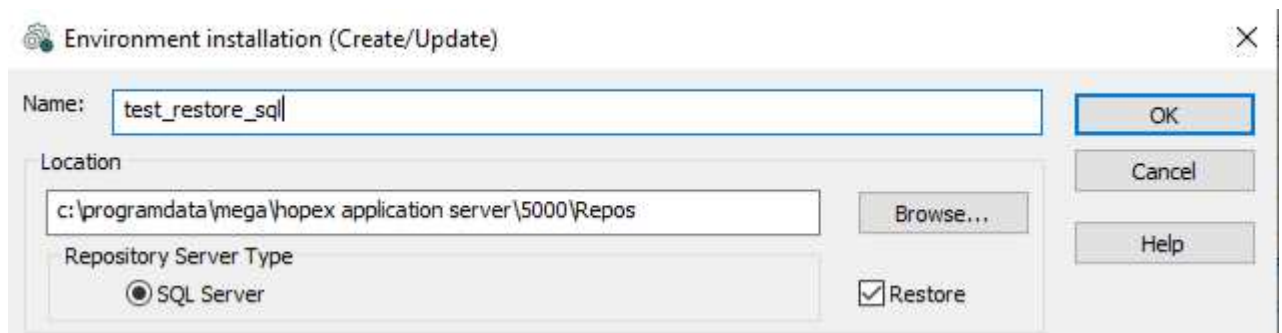 Environment installation (Create/Update)
Name:
test_restore_sql
OK
Location
Cancel
c:\programdata\mega\hopex application server\5000\Repos
Browse...
Repository Server Type
Help
SQL Server
Restore